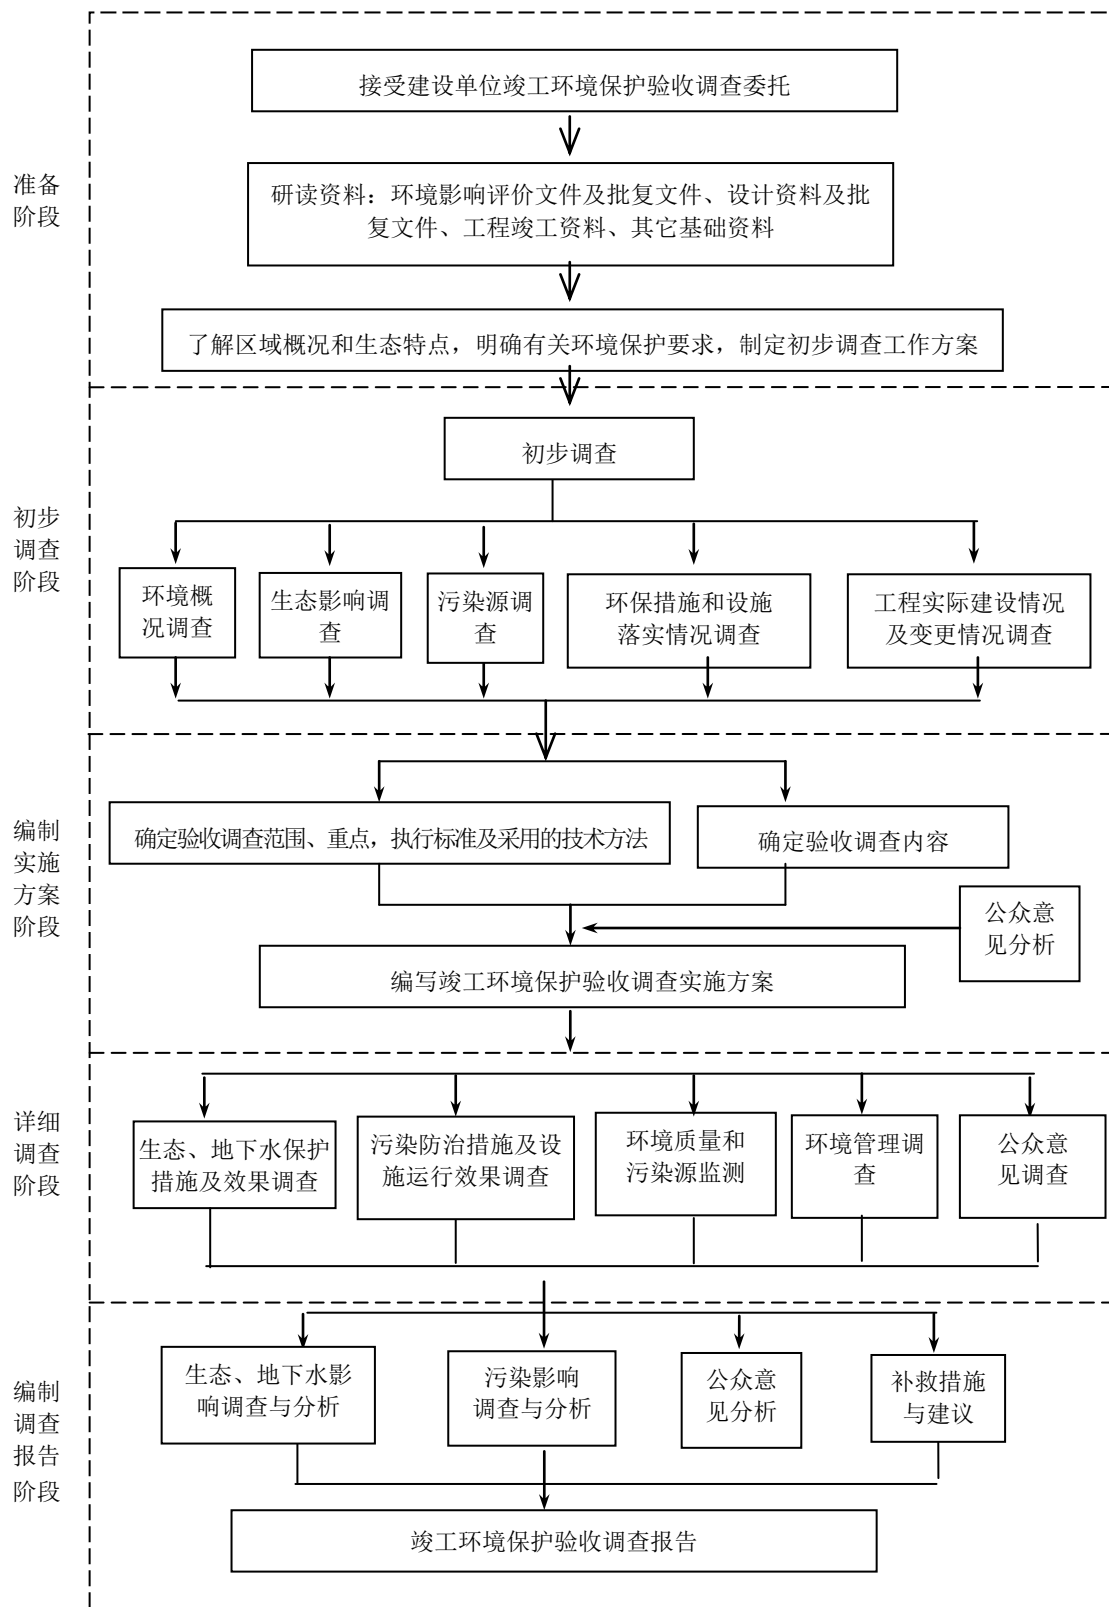 接受建设单位竣工环境保护验收调查委托
准备
阶段
研读资料：环境影响评价文件及批复文件、设计资料及批
复文件、工程竣工资料、其它基础资料
了解区域概况和生态特点，明确有关环境保护要求，制定初步调查工作方案
初步调查
初步
调查
阶段
环境概
况调查
生态影响调
查
污染源调
查
环保措施和设施
落实情况调查
工程实际建设情况
及变更情况调查
编制
实施
方案
阶段
确定验收调查范围、重点，执行标准及采用的技术方法
确定验收调查内容
公众意
见分析
编写竣工环境保护验收调查实施方案
详细
调查
阶段
生态、地下水保护
措施及效果调查
污染防治措施及设
施运行效果调查
环境质量和
污染源监测
环境管理调
查
公众意
见调查
编制
调查
报告
阶段
生态、地下水影
响调查与分析
污染影响
调查与分析
公众意
见分析
补救措施
与建议
竣工环境保护验收调查报告